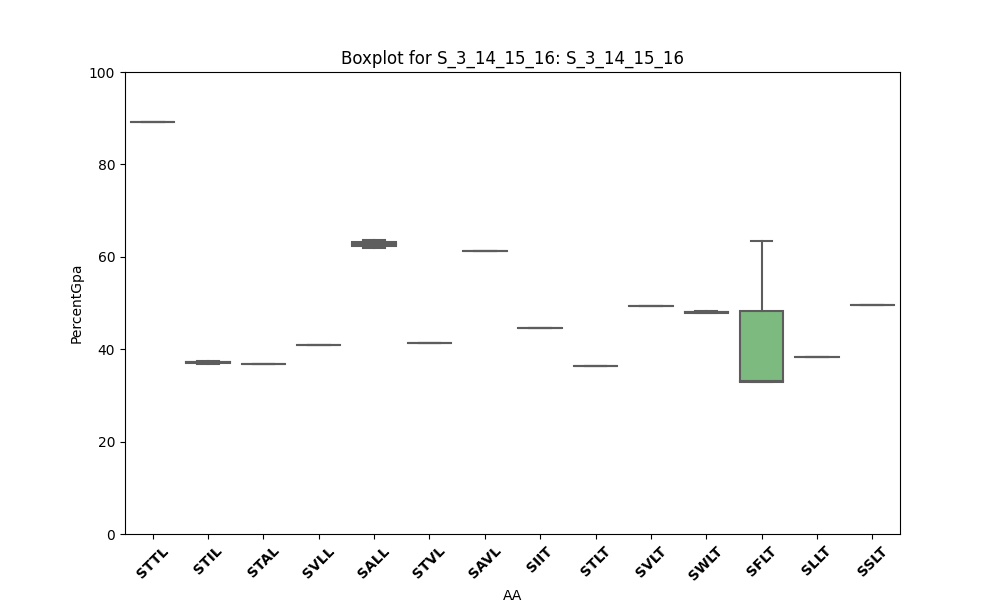 Boxplot for S_3_14_15_16: S_3_14_15_16
100
80
60
40
20
0
PercentGpa
STTL
STIL
STAL
SVLL
SALL
STVL
SAVL
SIIT
STLT
SVLT
SWLT
SFLT
SLLT
SSLT
AA